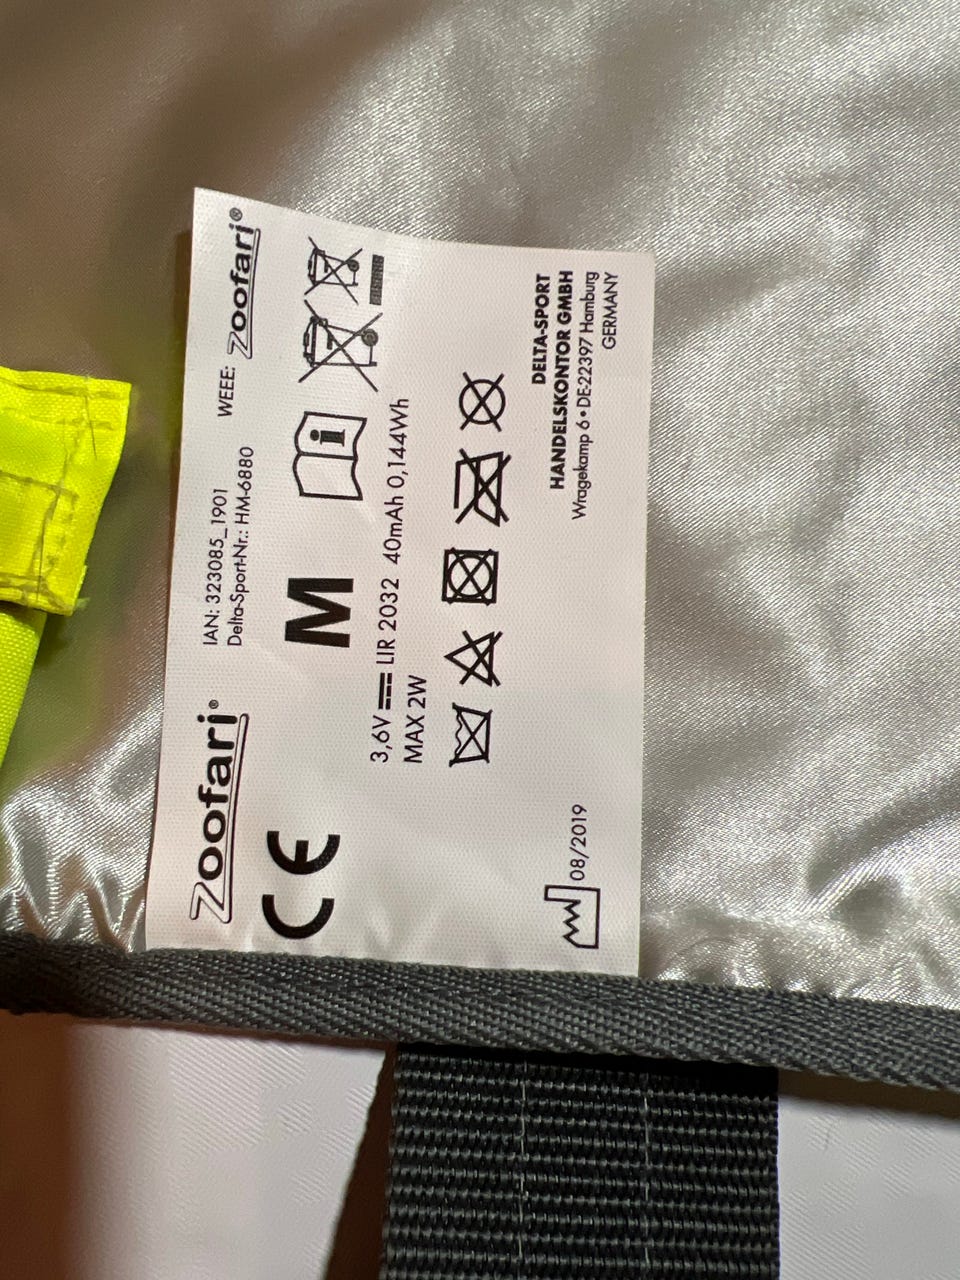 Zoofari®
IAN: 323085_1901
Delta-Sport-Nr.: HM-6880
WEEE: Zoofari®
CE
M
3,6V LIR 2032 40mAh 0,144Wh
MAX 2W
08/2019
DELTA-SPORT
HANDELSKONTOR GMBH
Wragekamp 6 • DE-22397 Hamburg
GERMANY